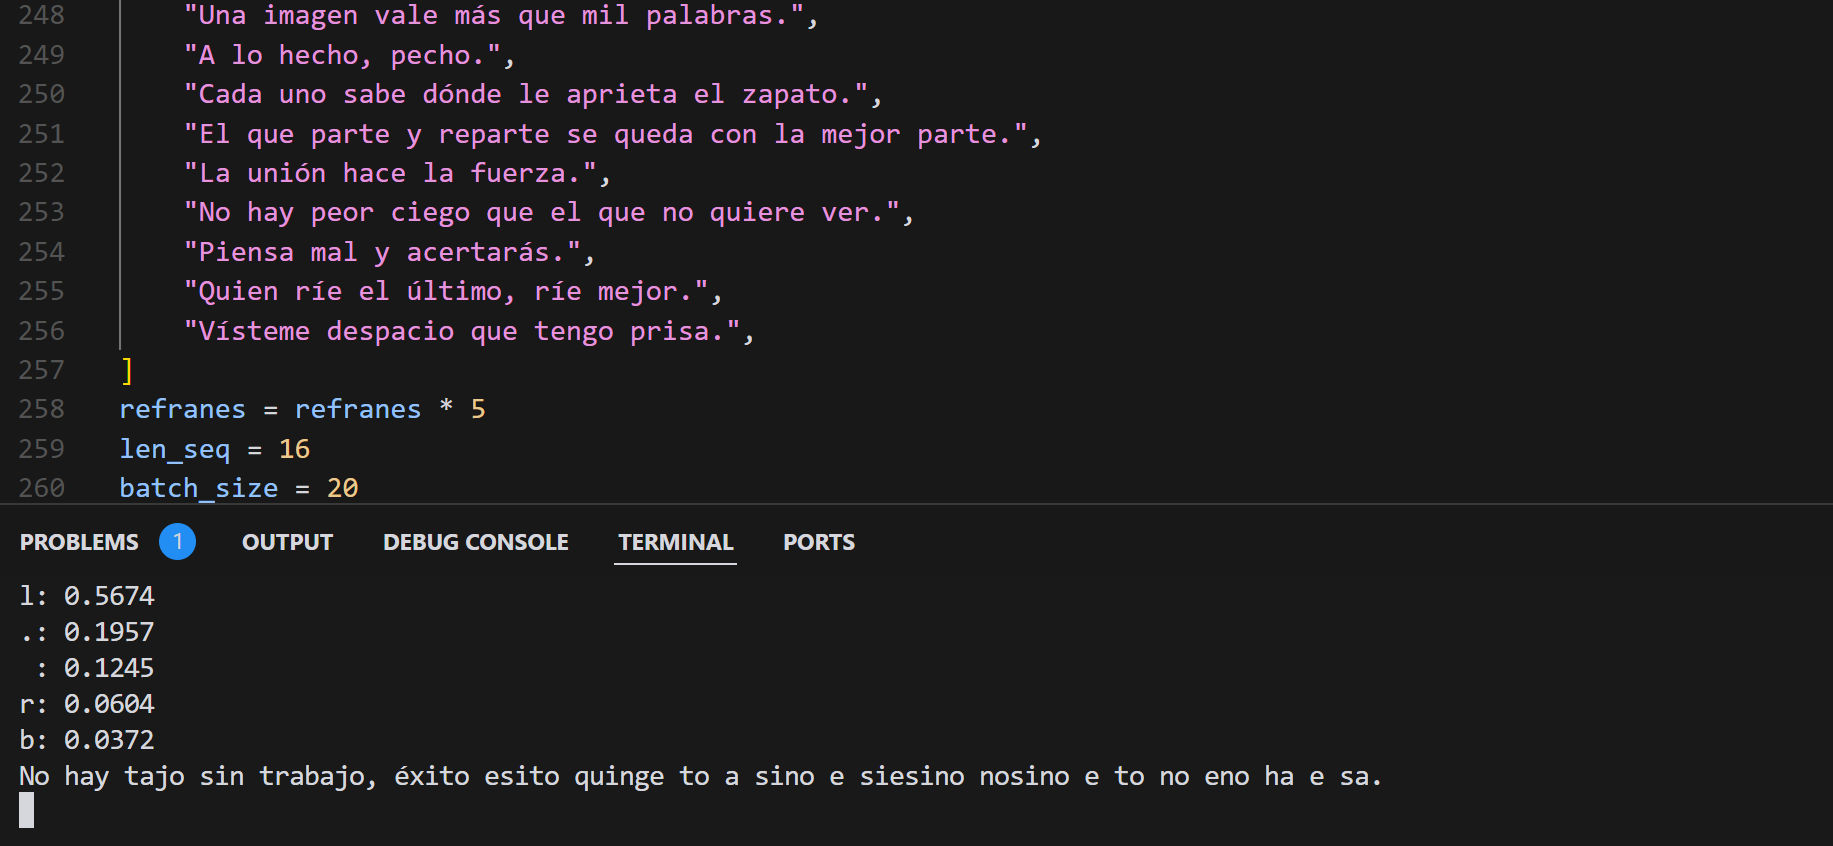 248 "Una imagen vale más que mil palabras.",
249 "A lo hecho, pecho.",
250 "Cada uno sabe dónde le aprieta el zapato.",
251 "El que parte y reparte se queda con la mejor parte.",
252 "La unión hace la fuerza.",
253 "No hay peor ciego que el que no quiere ver.",
254 "Piensa mal y acertarás.",
255 "Quien ríe el último, ríe mejor.",
256 "Vísteme despacio que tengo prisa.",
257 ]
258 refranes = refranes * 5
259 len_seq = 16
260 batch_size = 20
PROBLEMS 1 OUTPUT DEBUG CONSOLE TERMINAL PORTS
l: 0.5674
.: 0.1957
 : 0.1245
r: 0.0604
b: 0.0372
No hay tajo sin trabajo, éxito esito quinge to a sino e siesino nosino e to no eno ha e sa.